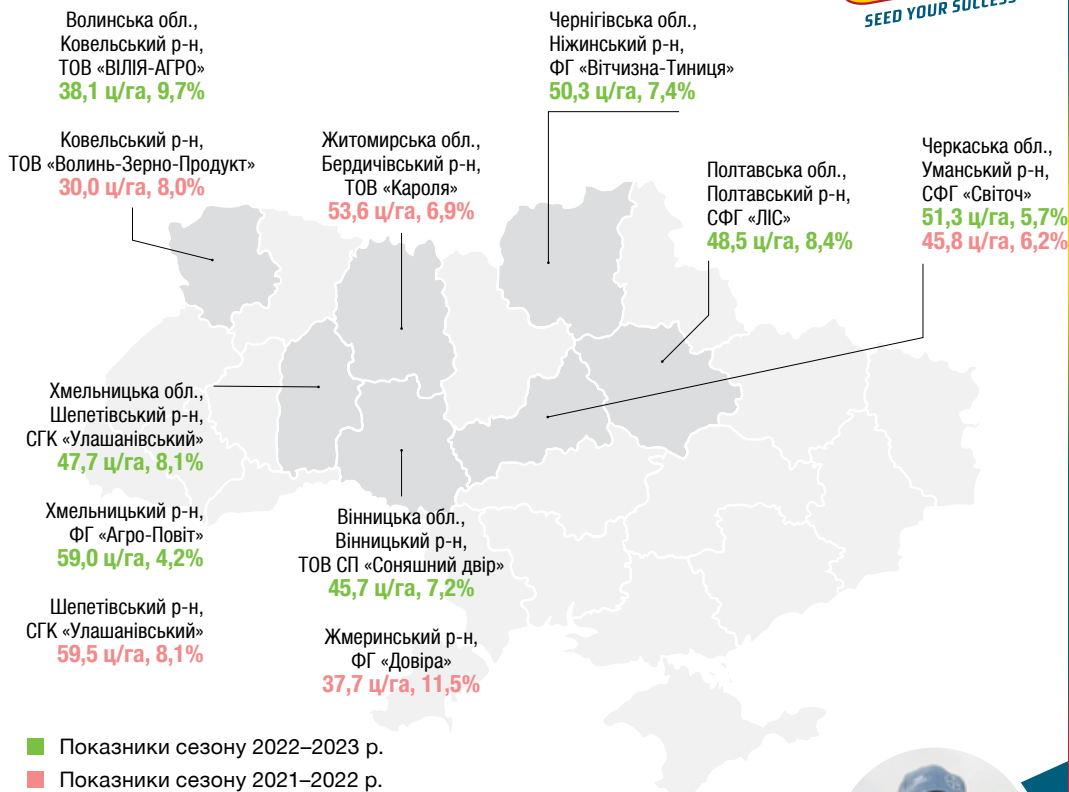 SEED YOUR SUCCESS
Волинська обл.,
Ковельський р-н,
ТОВ «ВІЛІЯ-АГРО»
38,1 ц/га, 9,7%
Ковельський р-н,
ТОВ «Волинь-Зерно-Продукт»
30,0 ц/га, 8,0%
Житомирська обл.,
Бердичівський р-н,
ТОВ «Кароля»
53,6 ц/га, 6,9%
Чернігівська обл.,
Ніжинський р-н,
ФГ «Вітчизна-Тиниця»
50,3 ц/га, 7,4%
Полтавська обл.,
Полтавський р-н,
СФГ «ЛІС»
48,5 ц/га, 8,4%
Черкаська обл.,
Уманський р-н,
СФГ «Світоч»
51,3 ц/га, 5,7%
45,8 ц/га, 6,2%
Хмельницька обл.,
Шепетівський р-н,
СГК «Улашанівський»
47,7 ц/га, 8,1%
Хмельницький р-н,
ФГ «Агро-Повіт»
59,0 ц/га, 4,2%
Шепетівський р-н,
СГК «Улашанівський»
59,5 ц/га, 8,1%
Вінницька обл.,
Вінницький р-н,
ТОВ СП «Соняшний двір»
45,7 ц/га, 7,2%
Жмеринський р-н,
ФГ «Довіра»
37,7 ц/га, 11,5%
Показники сезону 2022–2023 р.
Показники сезону 2021–2022 р.